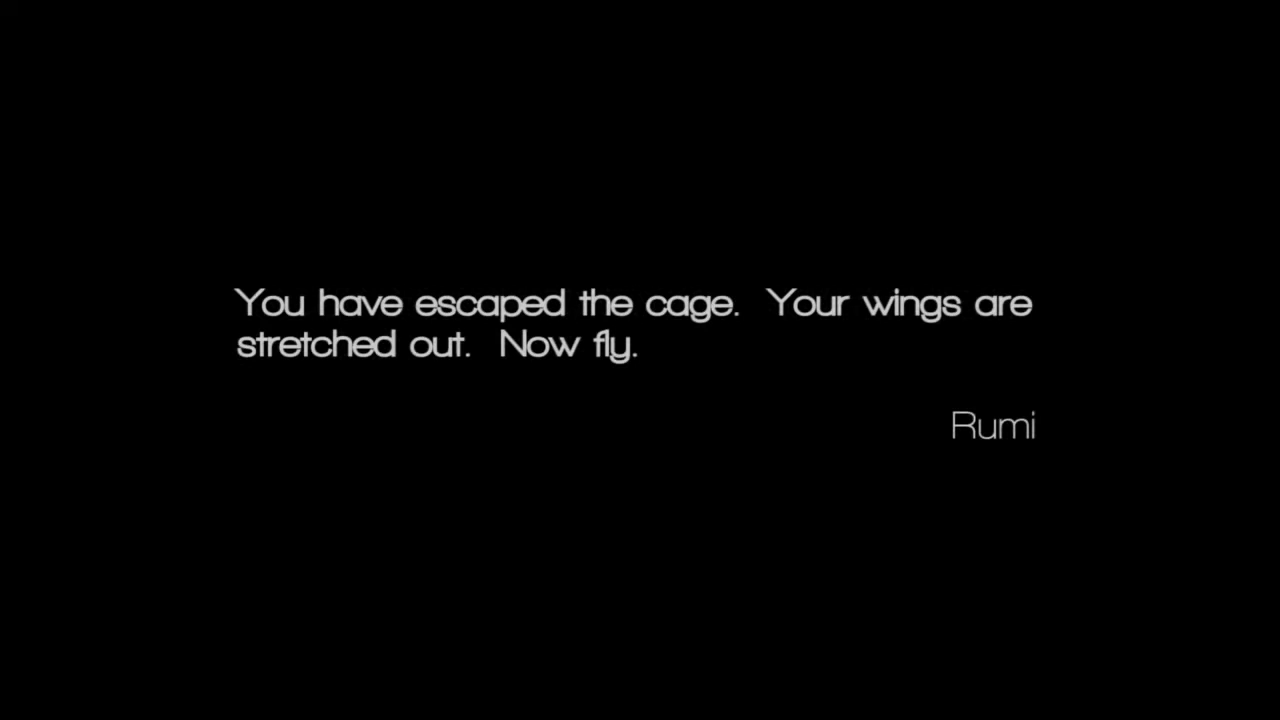 You have escaped the cage.  Your wings are
stretched out.  Now fly.
Rumi